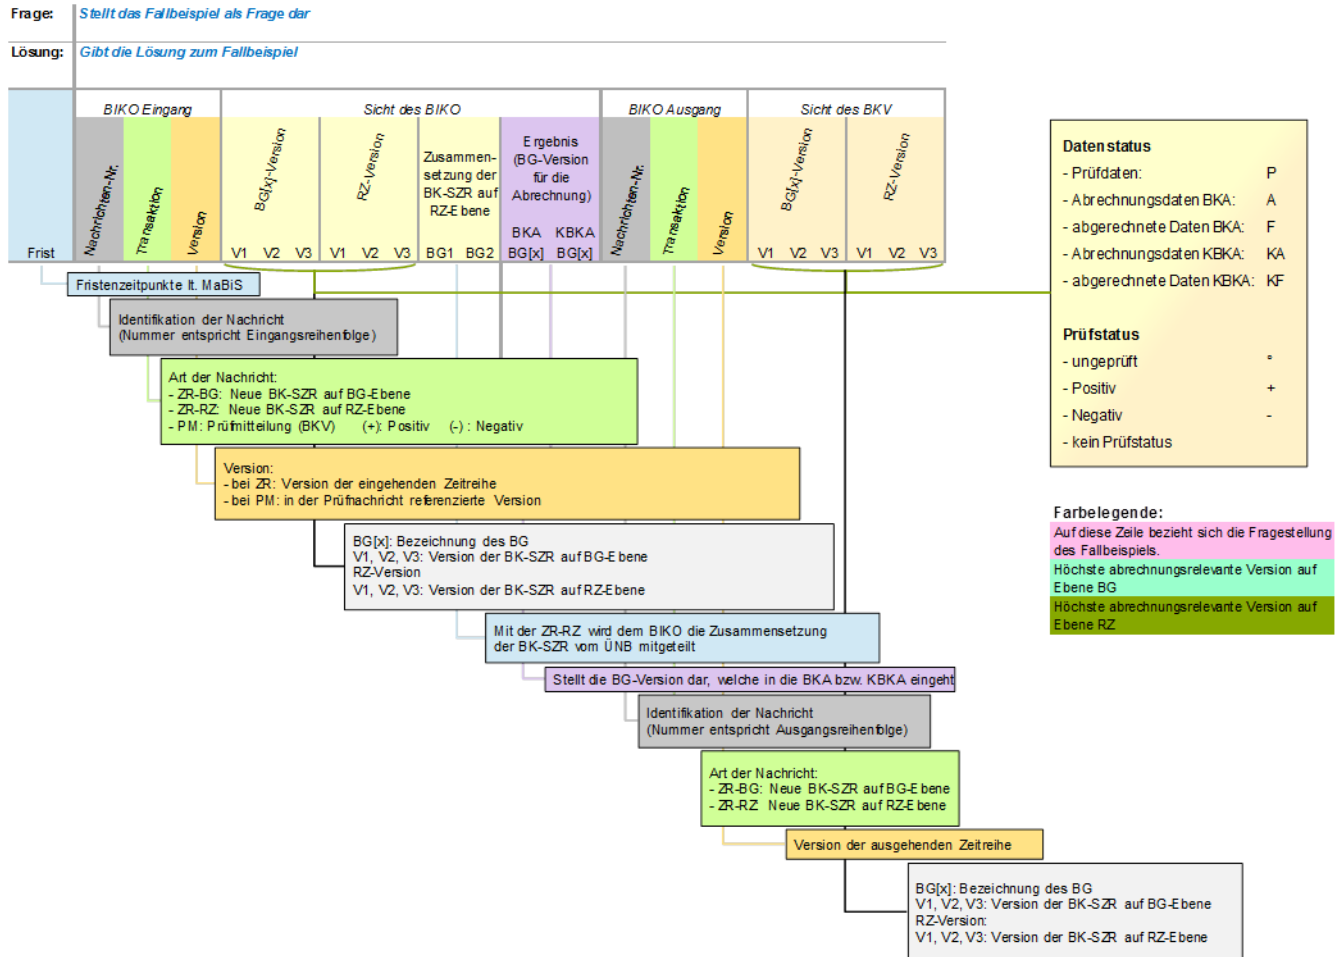 Frage: Stellt das Fallbeispiel als Frage dar
Lösung: Gibt die Lösung zum Fallbeispiel
BIKO Eingang
Sicht des BIKO
BIKO Ausgang
Sicht des BKV
Frist
Nachrichten-Nr.
Transaktion
Version
BG[x]-Version
V1 V2 V3
RZ-Version
V1 V2 V3
Zusammen-
setzung der
BK-SZR auf
RZ-Ebene
BG1 BG2
Ergebnis
(BG-Version
für die
Abrechnung)
BKA KBKA
BG[x] BG[x]
Nachrichten-Nr.
Transaktion
Version
BG[x]-Version
V1 V2 V3
RZ-Version
V1 V2 V3
Fristenzeitpunkte lt. MaBiS
Identifikation der Nachricht
(Nummer entspricht Eingangsreihenfolge)
Art der Nachricht:
- ZR-BG: Neue BK-SZR auf BG-Ebene
- ZR-RZ: Neue BK-SZR auf RZ-Ebene
- PM: Prüfmitteilung (BKV) (+): Positiv (-) : Negativ
Version:
- bei ZR: Version der eingehenden Zeitreihe
- bei PM: in der Prüfnachricht referenzierte Version
BG[x]: Bezeichnung des BG
V1, V2, V3: Version der BK-SZR auf BG-Ebene
RZ-Version
V1, V2, V3: Version der BK-SZR auf RZ-Ebene
Mit der ZR-RZ wird dem BIKO die Zusammensetzung
der BK-SZR vom ÜNB mitgeteilt
Stellt die BG-Version dar, welche in die BKA bzw. KBKA eingeht
Identifikation der Nachricht
(Nummer entspricht Ausgangsreihenfolge)
Art der Nachricht:
- ZR-BG: Neue BK-SZR auf BG-Ebene
- ZR-RZ Neue BK-SZR auf RZ-Ebene
Version der ausgehenden Zeitreihe
BG[x]: Bezeichnung des BG
V1, V2, V3: Version der BK-SZR auf BG-Ebene
RZ-Version:
V1, V2, V3: Version der BK-SZR auf RZ-Ebene
Datenstatus
- Prüfdaten: P
- Abrechnungsdaten BKA: A
- abgerechnete Daten BKA: F
- Abrechnungsdaten KBKA: KA
- abgerechnete Daten KBKA: KF
Prüfstatus
- ungeprüft °
- Positiv +
- Negativ -
- kein Prüfstatus
Farbelegende:
Auf diese Zeile bezieht sich die Fragestellung
des Fallbeispiels.
Höchste abrechnungsrelevante Version auf
Ebene BG
Höchste abrechnungsrelevante Version auf
Ebene RZ